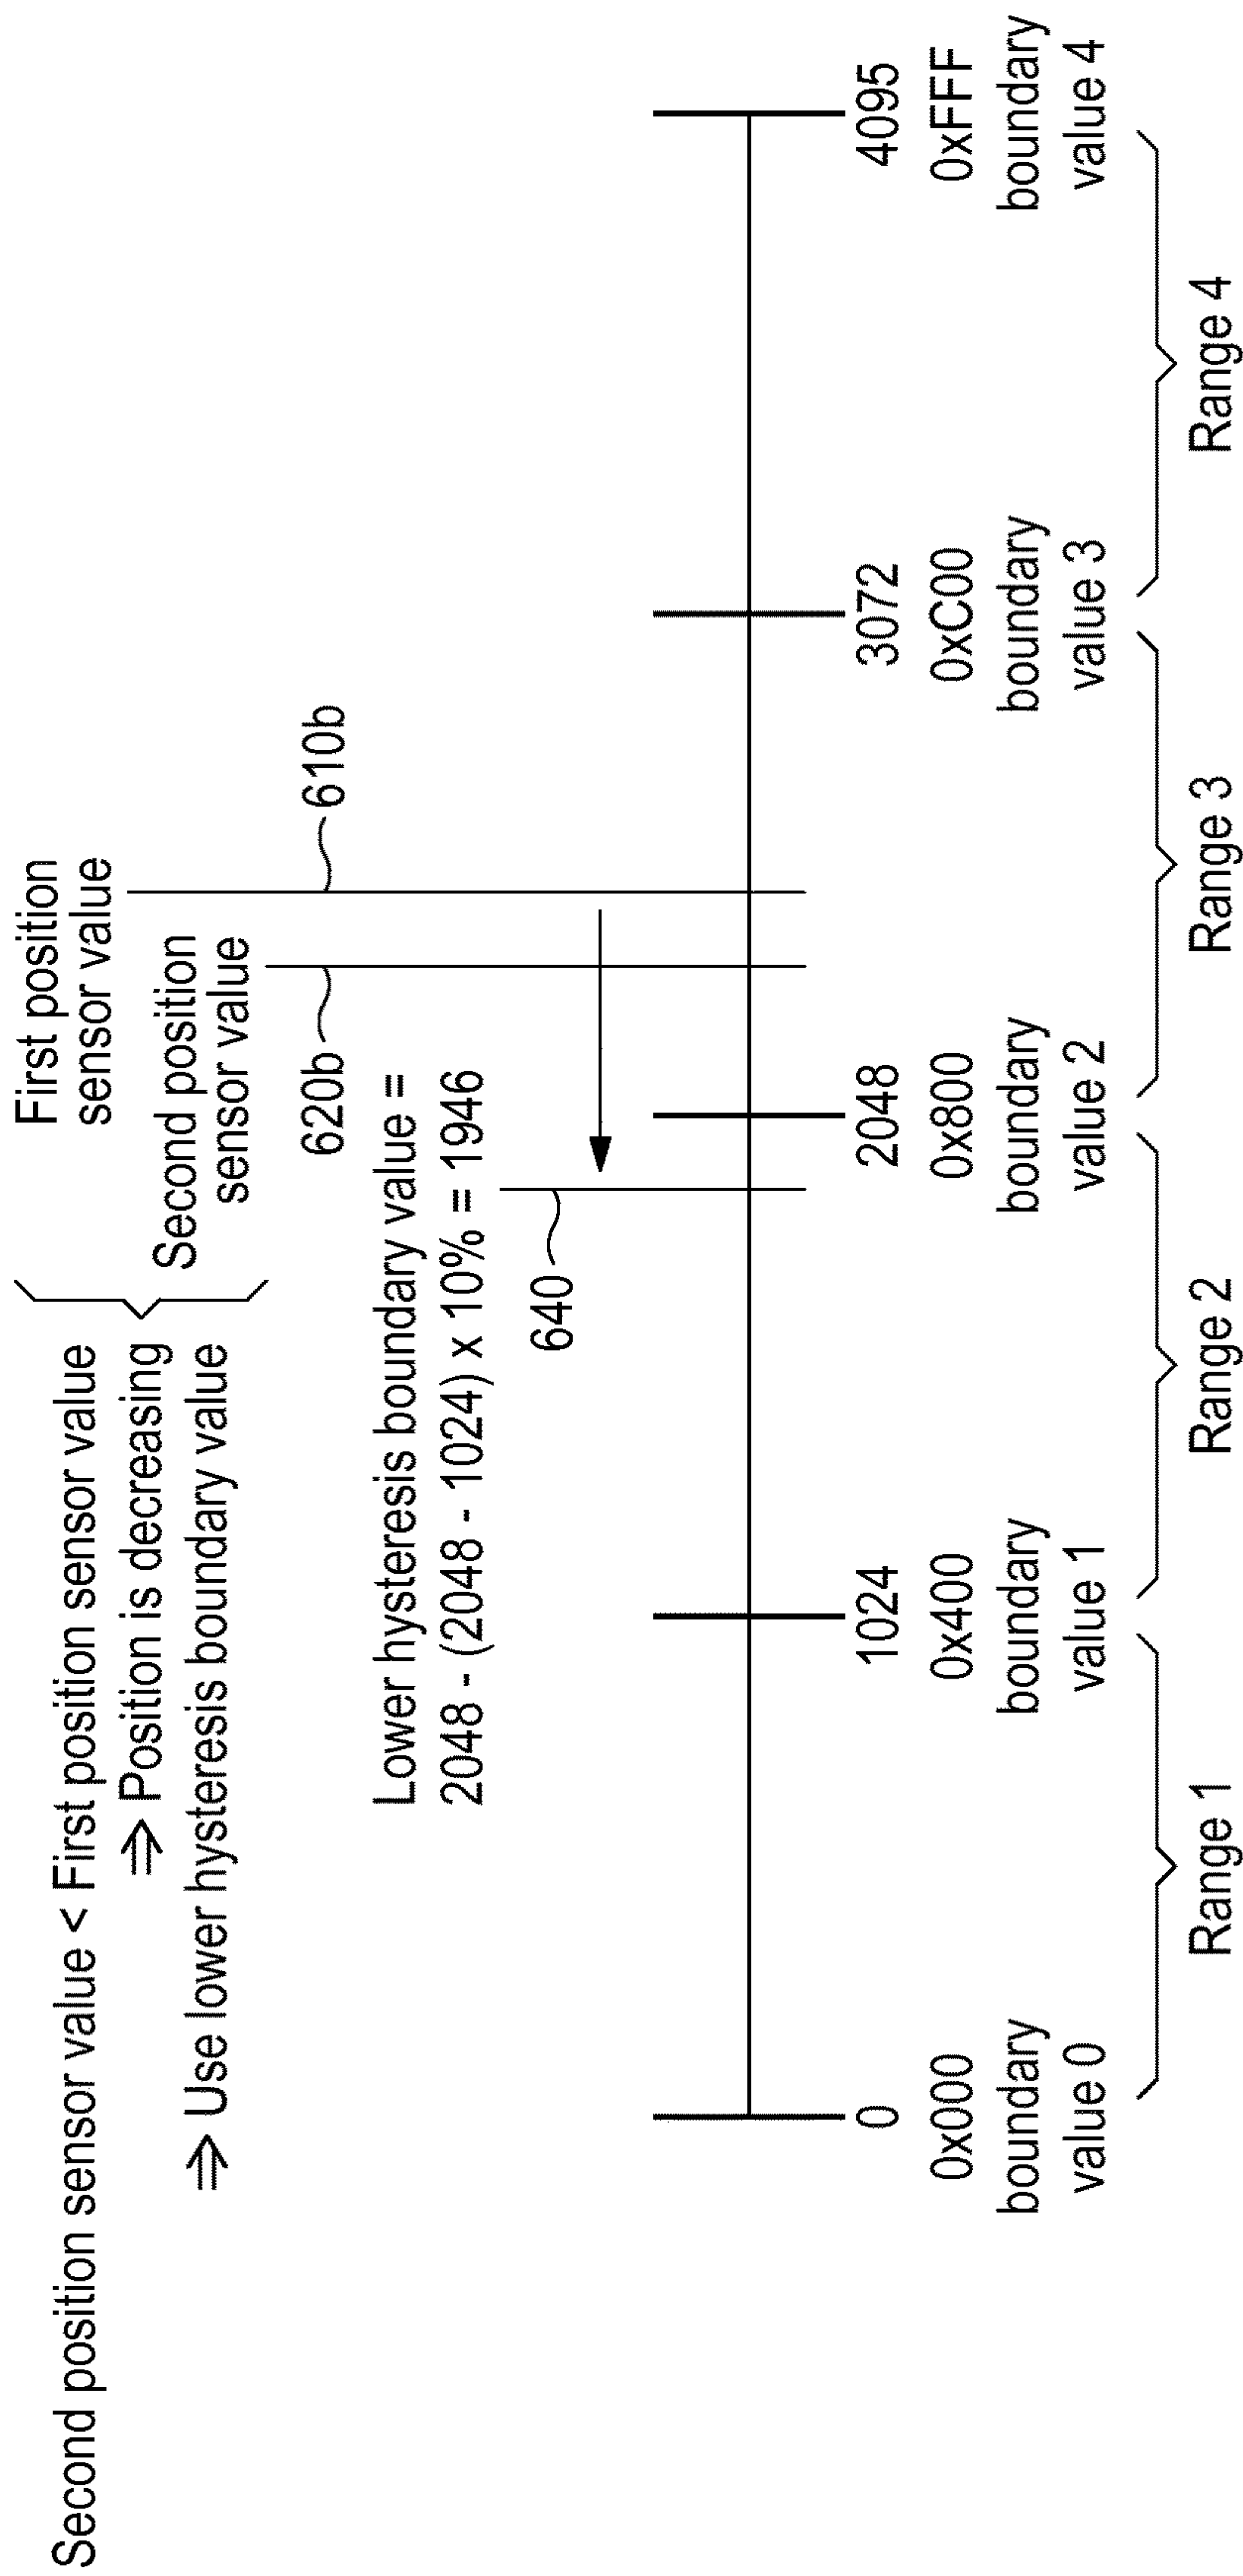 Second position sensor value < First position sensor value
⇒ Position is decreasing
⇒ Use lower hysteresis boundary value
First position
sensor value
Second position
sensor value
620b
610b
Lower hysteresis boundary value =
2048 - (2048 - 1024) x 10% = 1946
640
0
0x000
boundary
value 0
1024
0x400
boundary
value 1
2048
0x800
boundary
value 2
3072
0xC00
boundary
value 3
4095
0xFFF
boundary
value 4
Range 1
Range 2
Range 3
Range 4